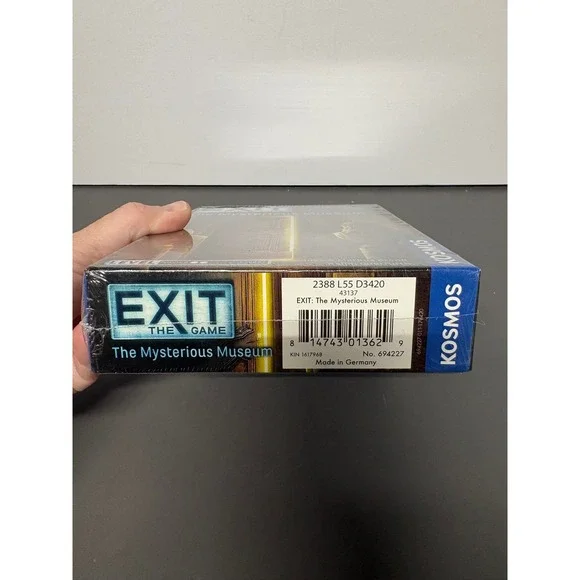 KOSMOS
EXIT
THE GAME
The Mysterious Museum
2388 L55 D3420
43137
EXIT: The Mysterious Museum
8 14743 01362 9
KIN 1617968 No. 694227
Made in Germany
KOSMOS